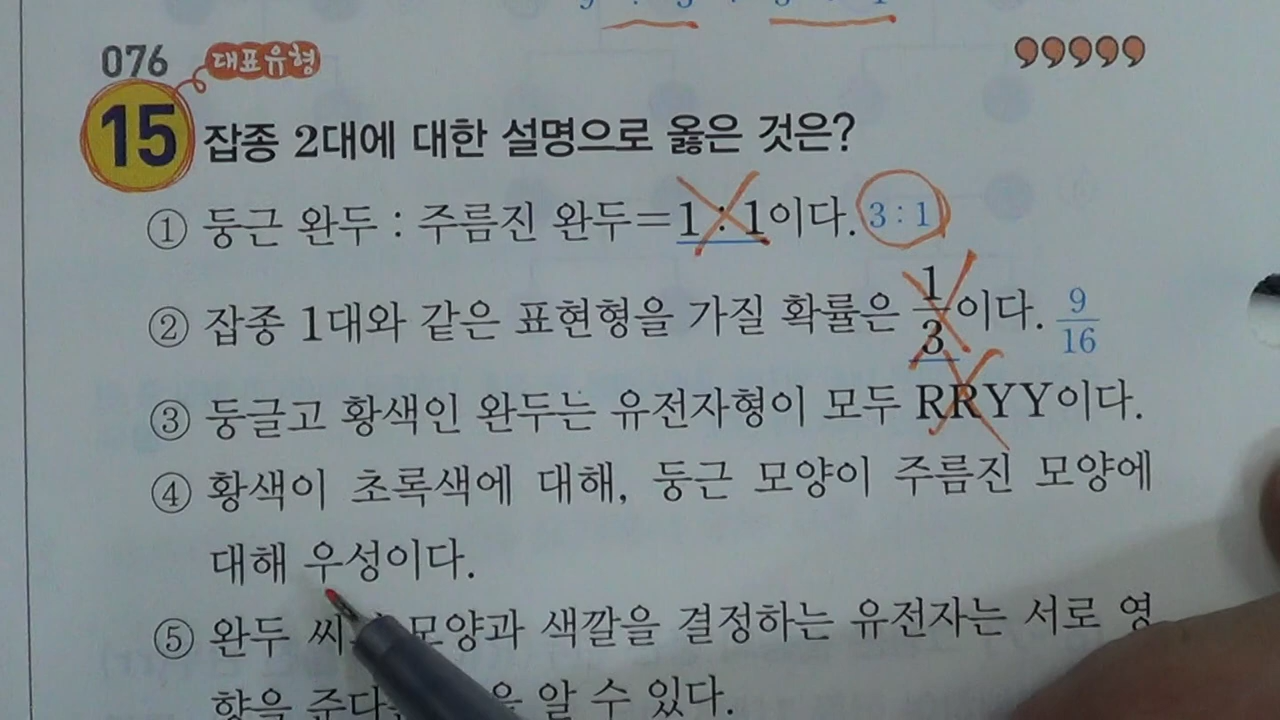 076 대표유형
15 잡종 2대에 대한 설명으로 옳은 것은?
① 둥근 완두 : 주름진 완두=1 : 1이다. 3 : 1
② 잡종 1대와 같은 표현형을 가질 확률은 1/3이다. 9/16
③ 둥글고 황색인 완두는 유전자형이 모두 RRYY이다.
④ 황색이 초록색에 대해, 둥근 모양이 주름진 모양에
대해 우성이다.
⑤ 완두 모양과 색깔을 결정하는 유전자는 서로 영
향을 알 수 있다.